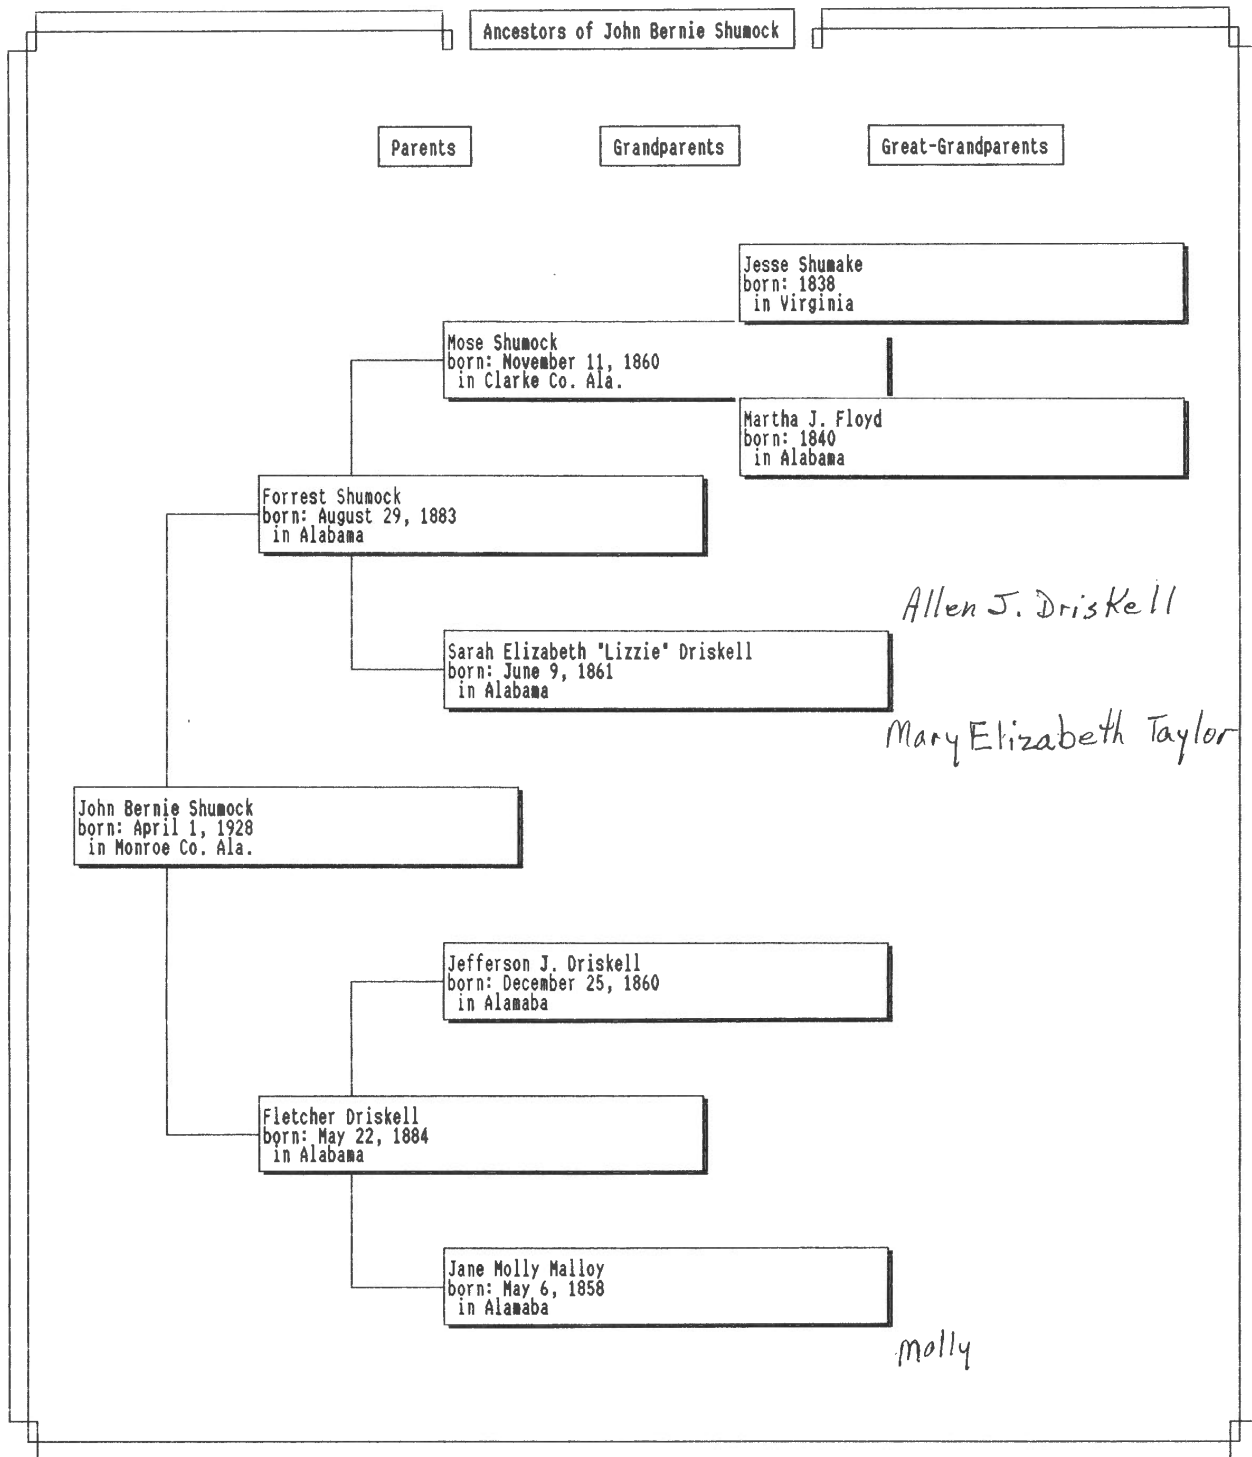 Ancestors of John Bernie Shumock
Parents
Grandparents
Great-Grandparents
Jesse Shumake
born: 1838
in Virginia
Mose Shumock
born: November 11, 1860
in Clarke Co. Ala.
Martha J. Floyd
born: 1840
in Alabama
Forrest Shumock
born: August 29, 1883
in Alabama
Allen J. Driskell
Sarah Elizabeth "Lizzie" Driskell
born: June 9, 1861
in Alabama
Mary Elizabeth Taylor
John Bernie Shumock
born: April 1, 1928
in Monroe Co. Ala.
Jefferson J. Driskell
born: December 25, 1860
in Alamaba
Fletcher Driskell
born: May 22, 1884
in Alabama
Jane Molly Malloy
born: May 6, 1858
in Alamaba
Molly